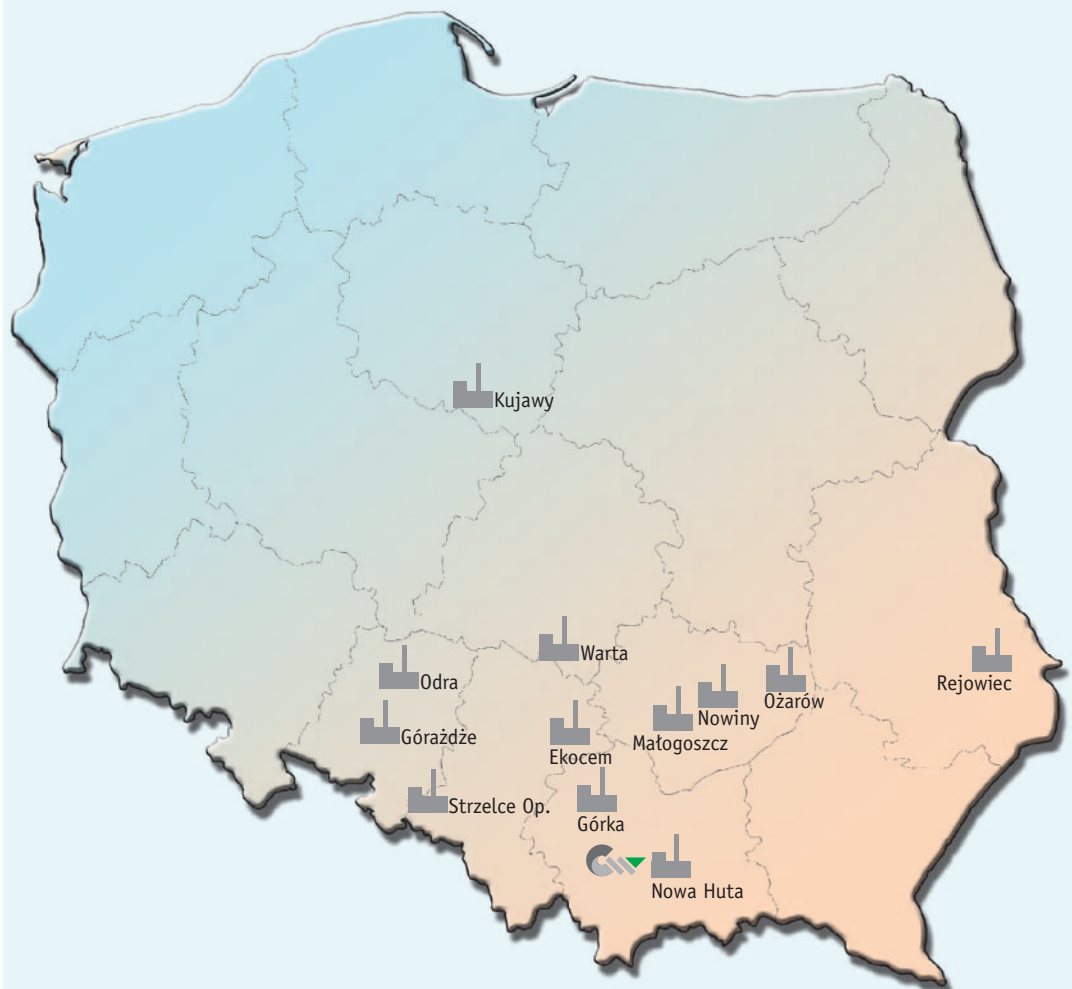 Kujawy
Warta
Odra
Rejowiec
Ożarów
Nowiny
Górażdże
Małogoszcz
Ekocem
Strzelce Op.
Górka
Nowa Huta